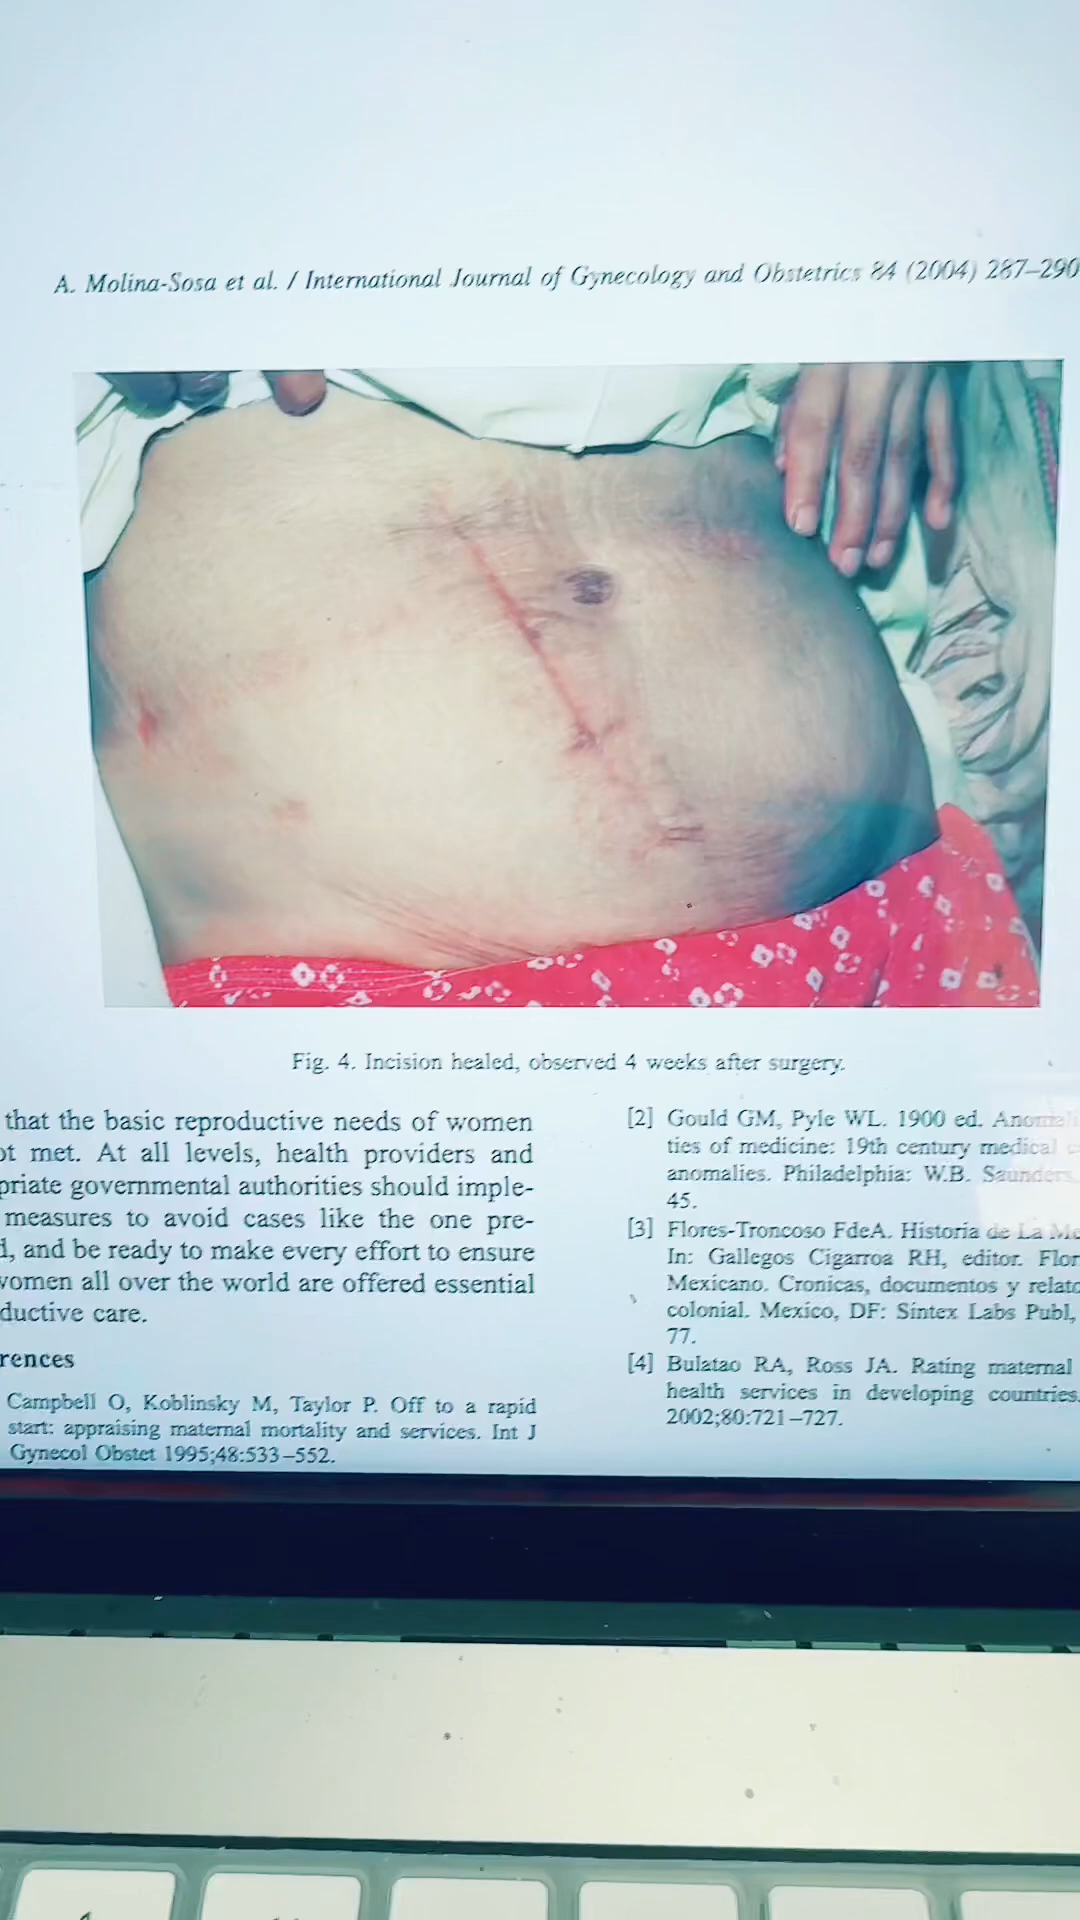 A. Molina-Sosa et al. / International Journal of Gynecology and Obstetrics 84 (2004) 287–290
Fig. 4. Incision healed, observed 4 weeks after surgery.
that the basic reproductive needs of women
ot met. At all levels, health providers and
priate governmental authorities should imple-
measures to avoid cases like the one pre-
d, and be ready to make every effort to ensure
women all over the world are offered essential
ductive care.
rences
Campbell O, Koblinsky M, Taylor P. Off to a rapid
start: appraising maternal mortality and services. Int J
Gynecol Obstet 1995;48:533–552.
[2] Gould GM, Pyle WL. 1900 ed. Anomali
ties of medicine: 19th century medical
anomalies. Philadelphia: W.B. Saunders,
45.
[3] Flores-Troncoso FdeA. Historia de La Me
In: Gallegos Cigarroa RH, editor. Flor
Mexicano. Cronicas, documentos y relato
colonial. Mexico, DF: Sintex Labs Publ,
77.
[4] Bulatao RA, Ross JA. Rating maternal
health services in developing countries.
2002;80:721–727.